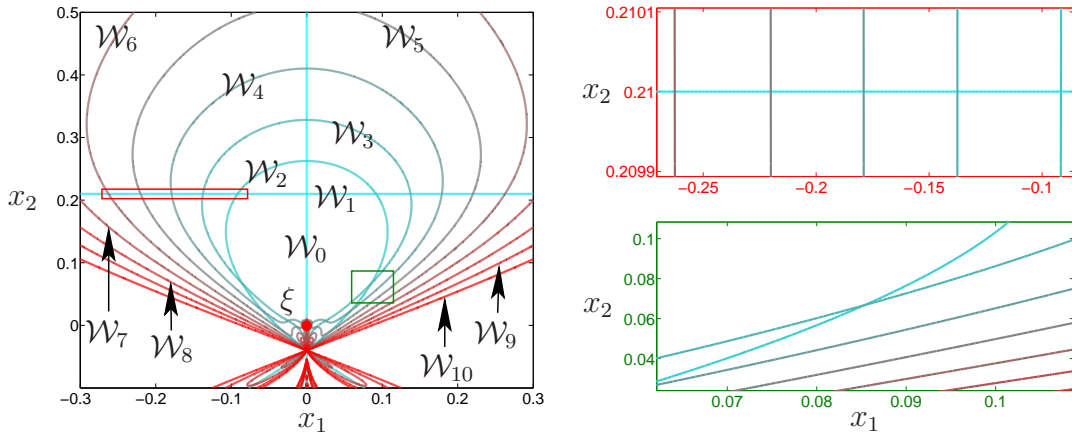 0.5
0.4
0.3
0.2
0.1
0
x₂
−0.3 −0.2 −0.1 0 0.1 0.2 0.3
x₁
𝒲₆ 𝒲₅
𝒲₄
𝒲₃
𝒲₂
𝒲₁
𝒲₀
ξ
𝒲₇ 𝒲₈ 𝒲₁₀ 𝒲₉
0.2101
x₂ 0.21
0.2099
−0.25 −0.2 −0.15 −0.1
0.1
0.08
x₂
0.06
0.04
0.07 0.08 0.09 0.1
x₁